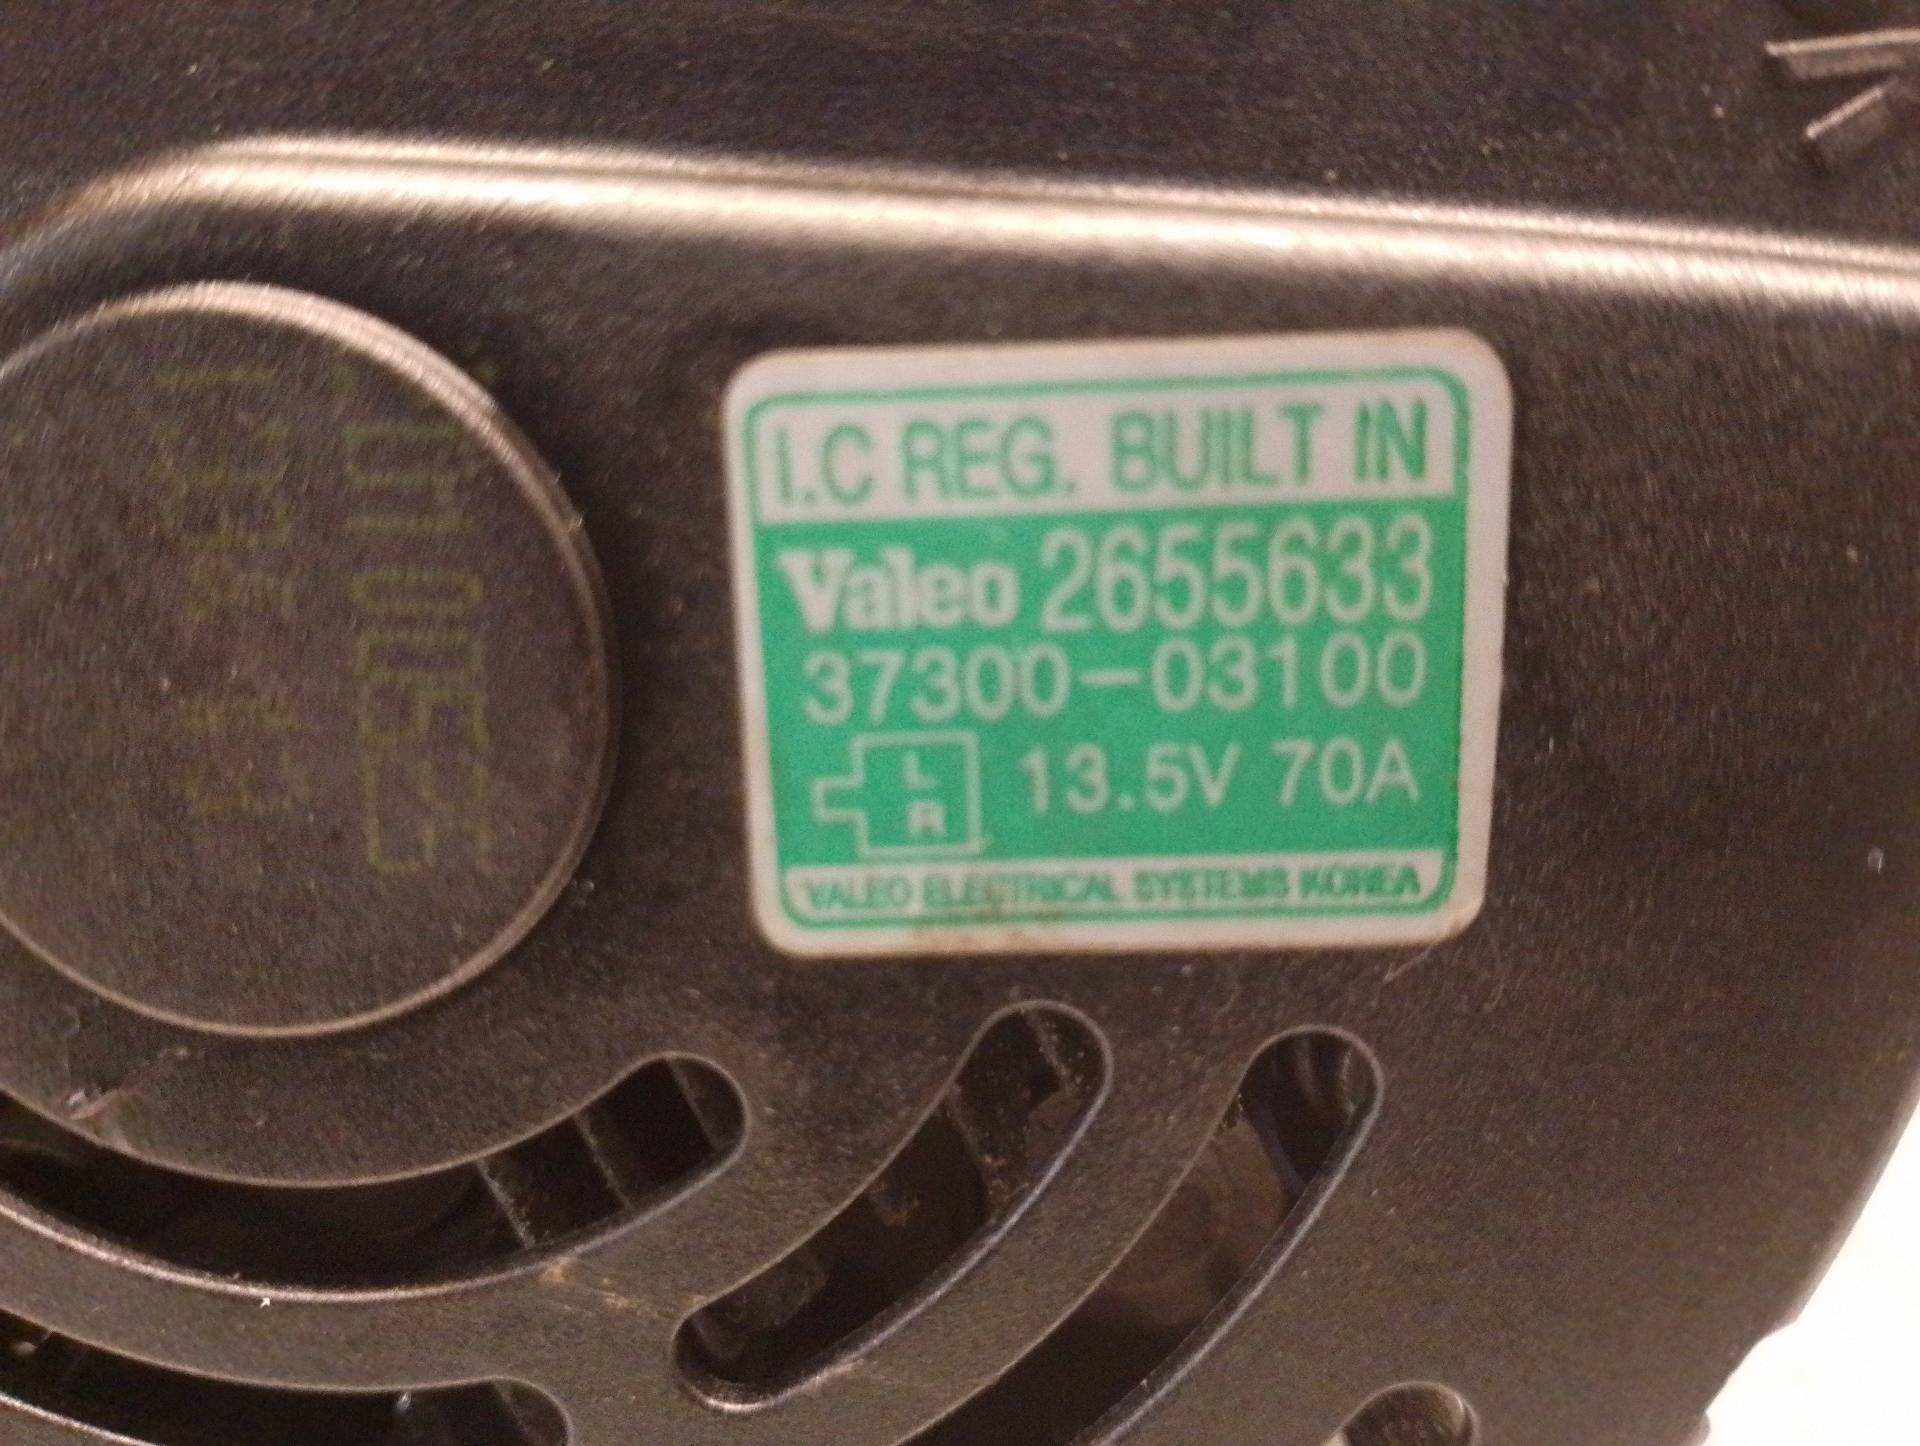 I.C REG. BUILT IN
Valeo 2655633
37300-03100
L
R
13.5V 70A
VALEO ELECTRICAL SYSTEMS KOREA